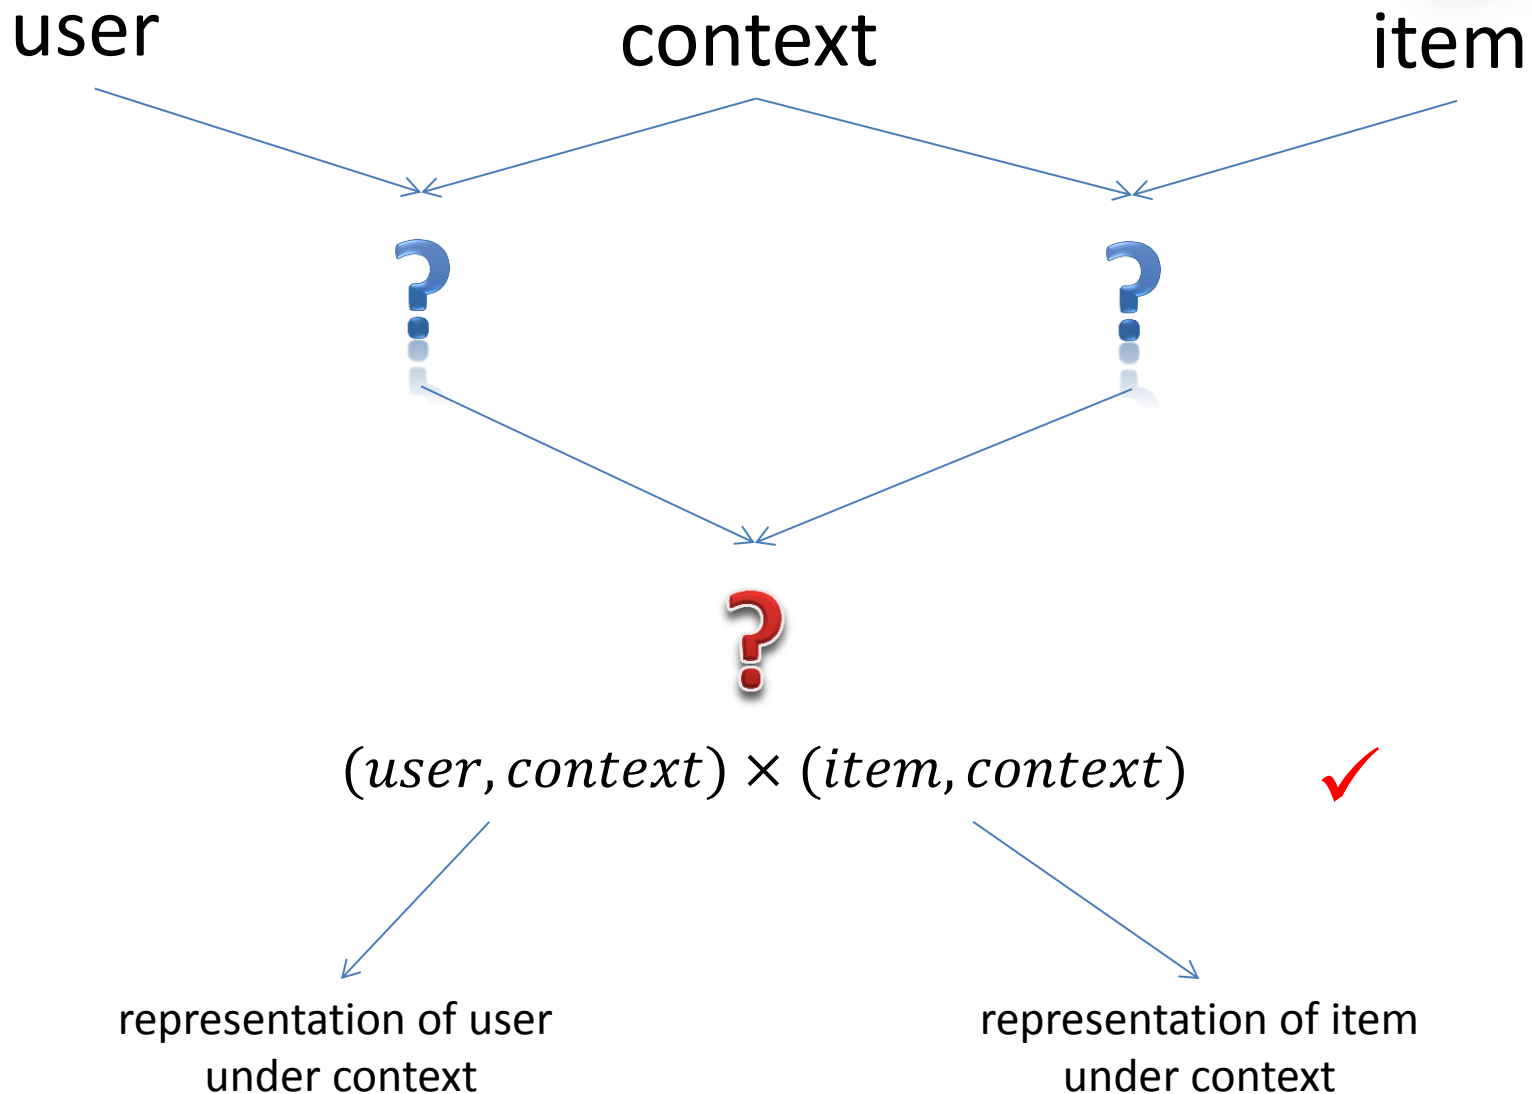 user context item
? ?
?
(user, context) × (item, context) ✓
representation of user representation of item
under context under context